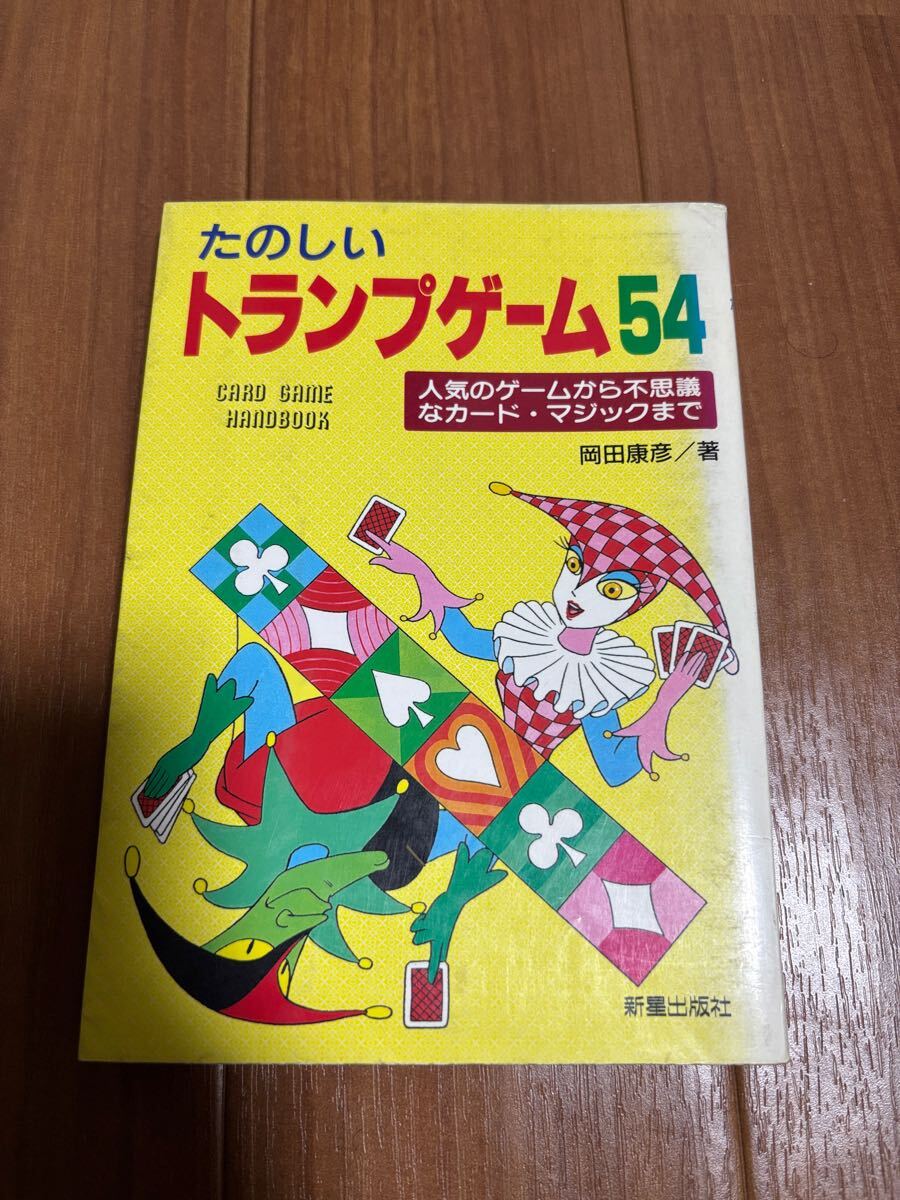 たのしい
トランプゲーム54
CARD GAME
HANDBOOK
人気のゲームから不思議
なカード・マジックまで
岡田康彦／著
新星出版社